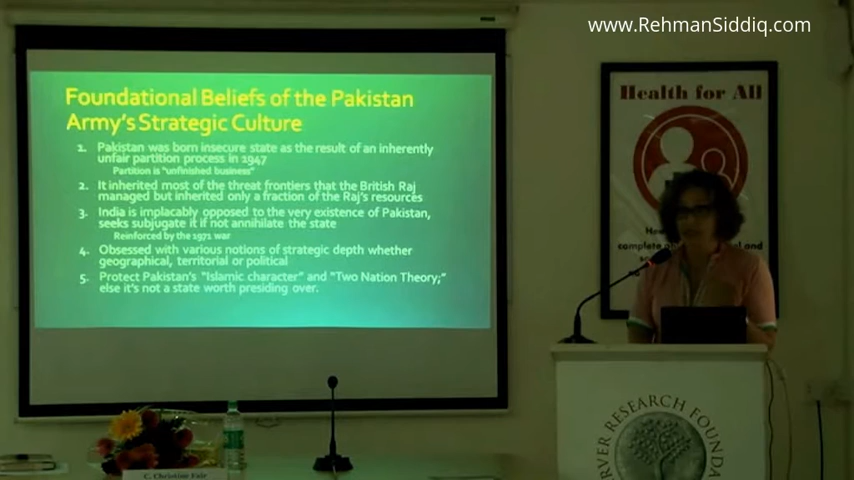 www.RehmanSiddiq.com
Foundational Beliefs of the Pakistan
Army's Strategic Culture
1. Pakistan was born insecure state as the result of an inherently
unfair partition process in 1947
Partition is "unfinished business"
2. It inherited most of the threat frontiers that the British Raj
managed but inherited only a fraction of the Raj's resources
3. India is implacably opposed to the very existence of Pakistan,
seeks subjugate it if not annihilate the state
Reinforced by the 1971 war
4. Obsessed with various notions of strategic depth whether
geographical, territorial or political
5. Protect Pakistan's "Islamic character" and "Two Nation Theory;"
else it's not a state worth presiding over.
Health for All
complete
and
RVER RESEARCH FOUNDA
C. Christine Fair